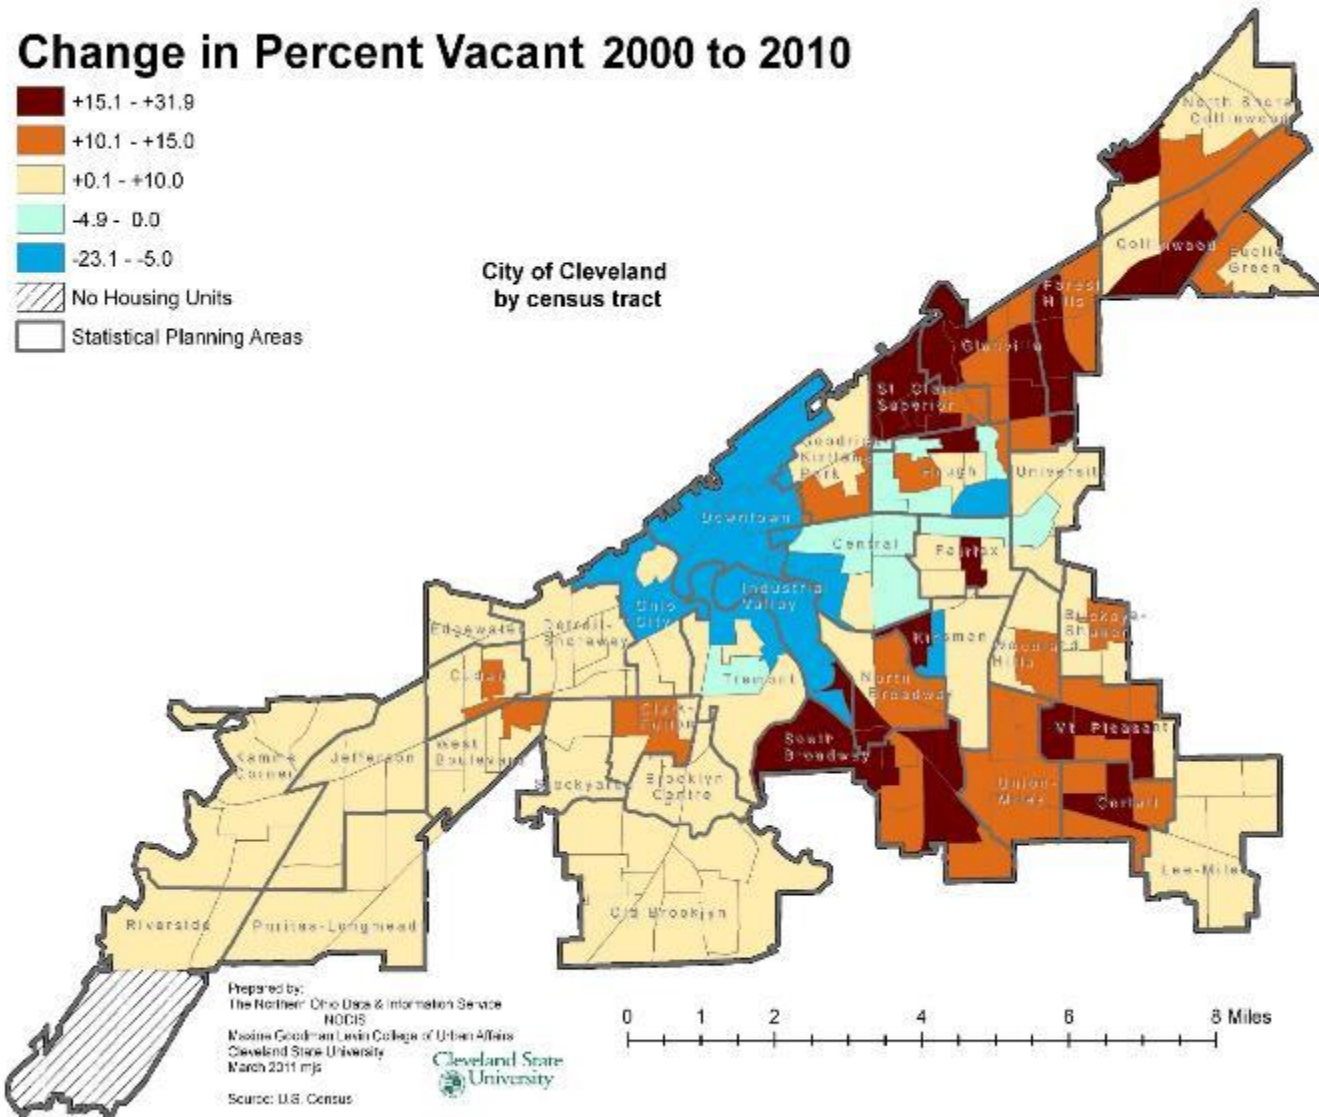 Change in Percent Vacant 2000 to 2010
+15.1 - +31.9
+10.1 - +15.0
+0.1 - +10.0
-4.9 - 0.0
-23.1 - -5.0
No Housing Units
Statistical Planning Areas
City of Cleveland
by census tract
North Shore
Collinwood
Collinwood
Euclid
Green
Forest
Hills
Glenville
St. Clair
Superior
Goodrich
Kirtland
Park
Hough
University
Downtown
Central
Fairfax
Industrial
Valley
Ohio
City
Edgewater
Detroit-
Shoreway
Buckeye-
Shaker
Kinsman
Woodland
Hills
Cudell
Tremont
North
Broadway
Clark-
Fulton
South
Broadway
Mt. Pleasant
Kamms
Corner
Jefferson
West
Boulevard
Stockyards
Brooklyn
Centre
Union-
Miles
Corlett
Lee-Mile
Old Brooklyn
Riverside
Puritas-Longmead
Prepared by:
The Northern Ohio Data & Information Service
NODIS
Maxine Goodman Levin College of Urban Affairs
Cleveland State University
March 2011 mjs
Source: U.S. Census
Cleveland State
University
0 1 2 4 6 8 Miles